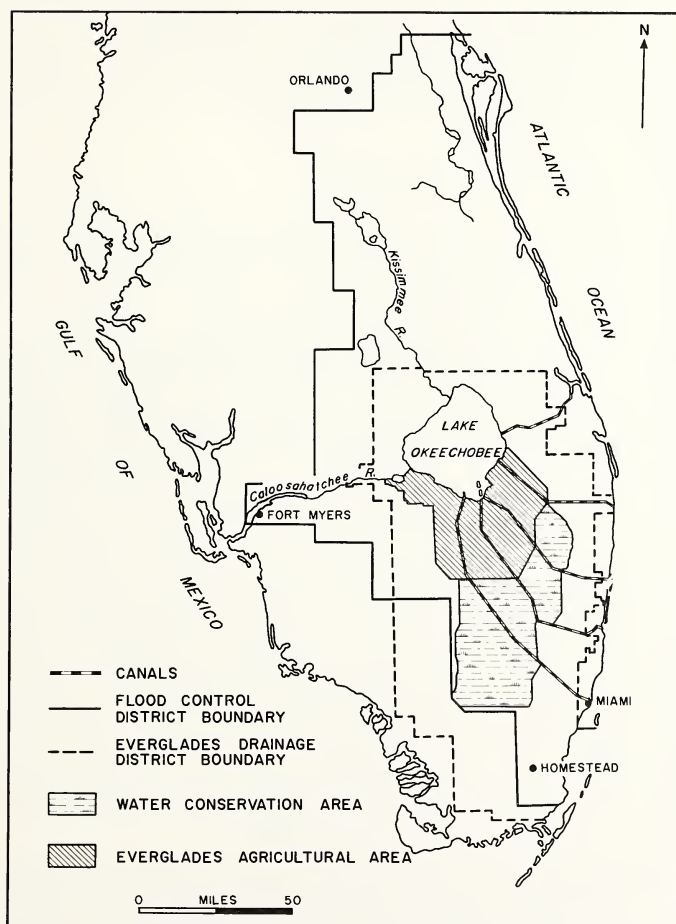 N
ORLANDO
ATLANTIC
OCEAN
Kissimmee R.
GULF
OF
MEXICO
LAKE
OKEECHOBEE
Caloosahatchee R.
FORT MYERS
MIAMI
HOMESTEAD
CANALS
FLOOD CONTROL
DISTRICT BOUNDARY
EVERGLADES DRAINAGE
DISTRICT BOUNDARY
WATER CONSERVATION AREA
EVERGLADES AGRICULTURAL AREA
0 MILES 50